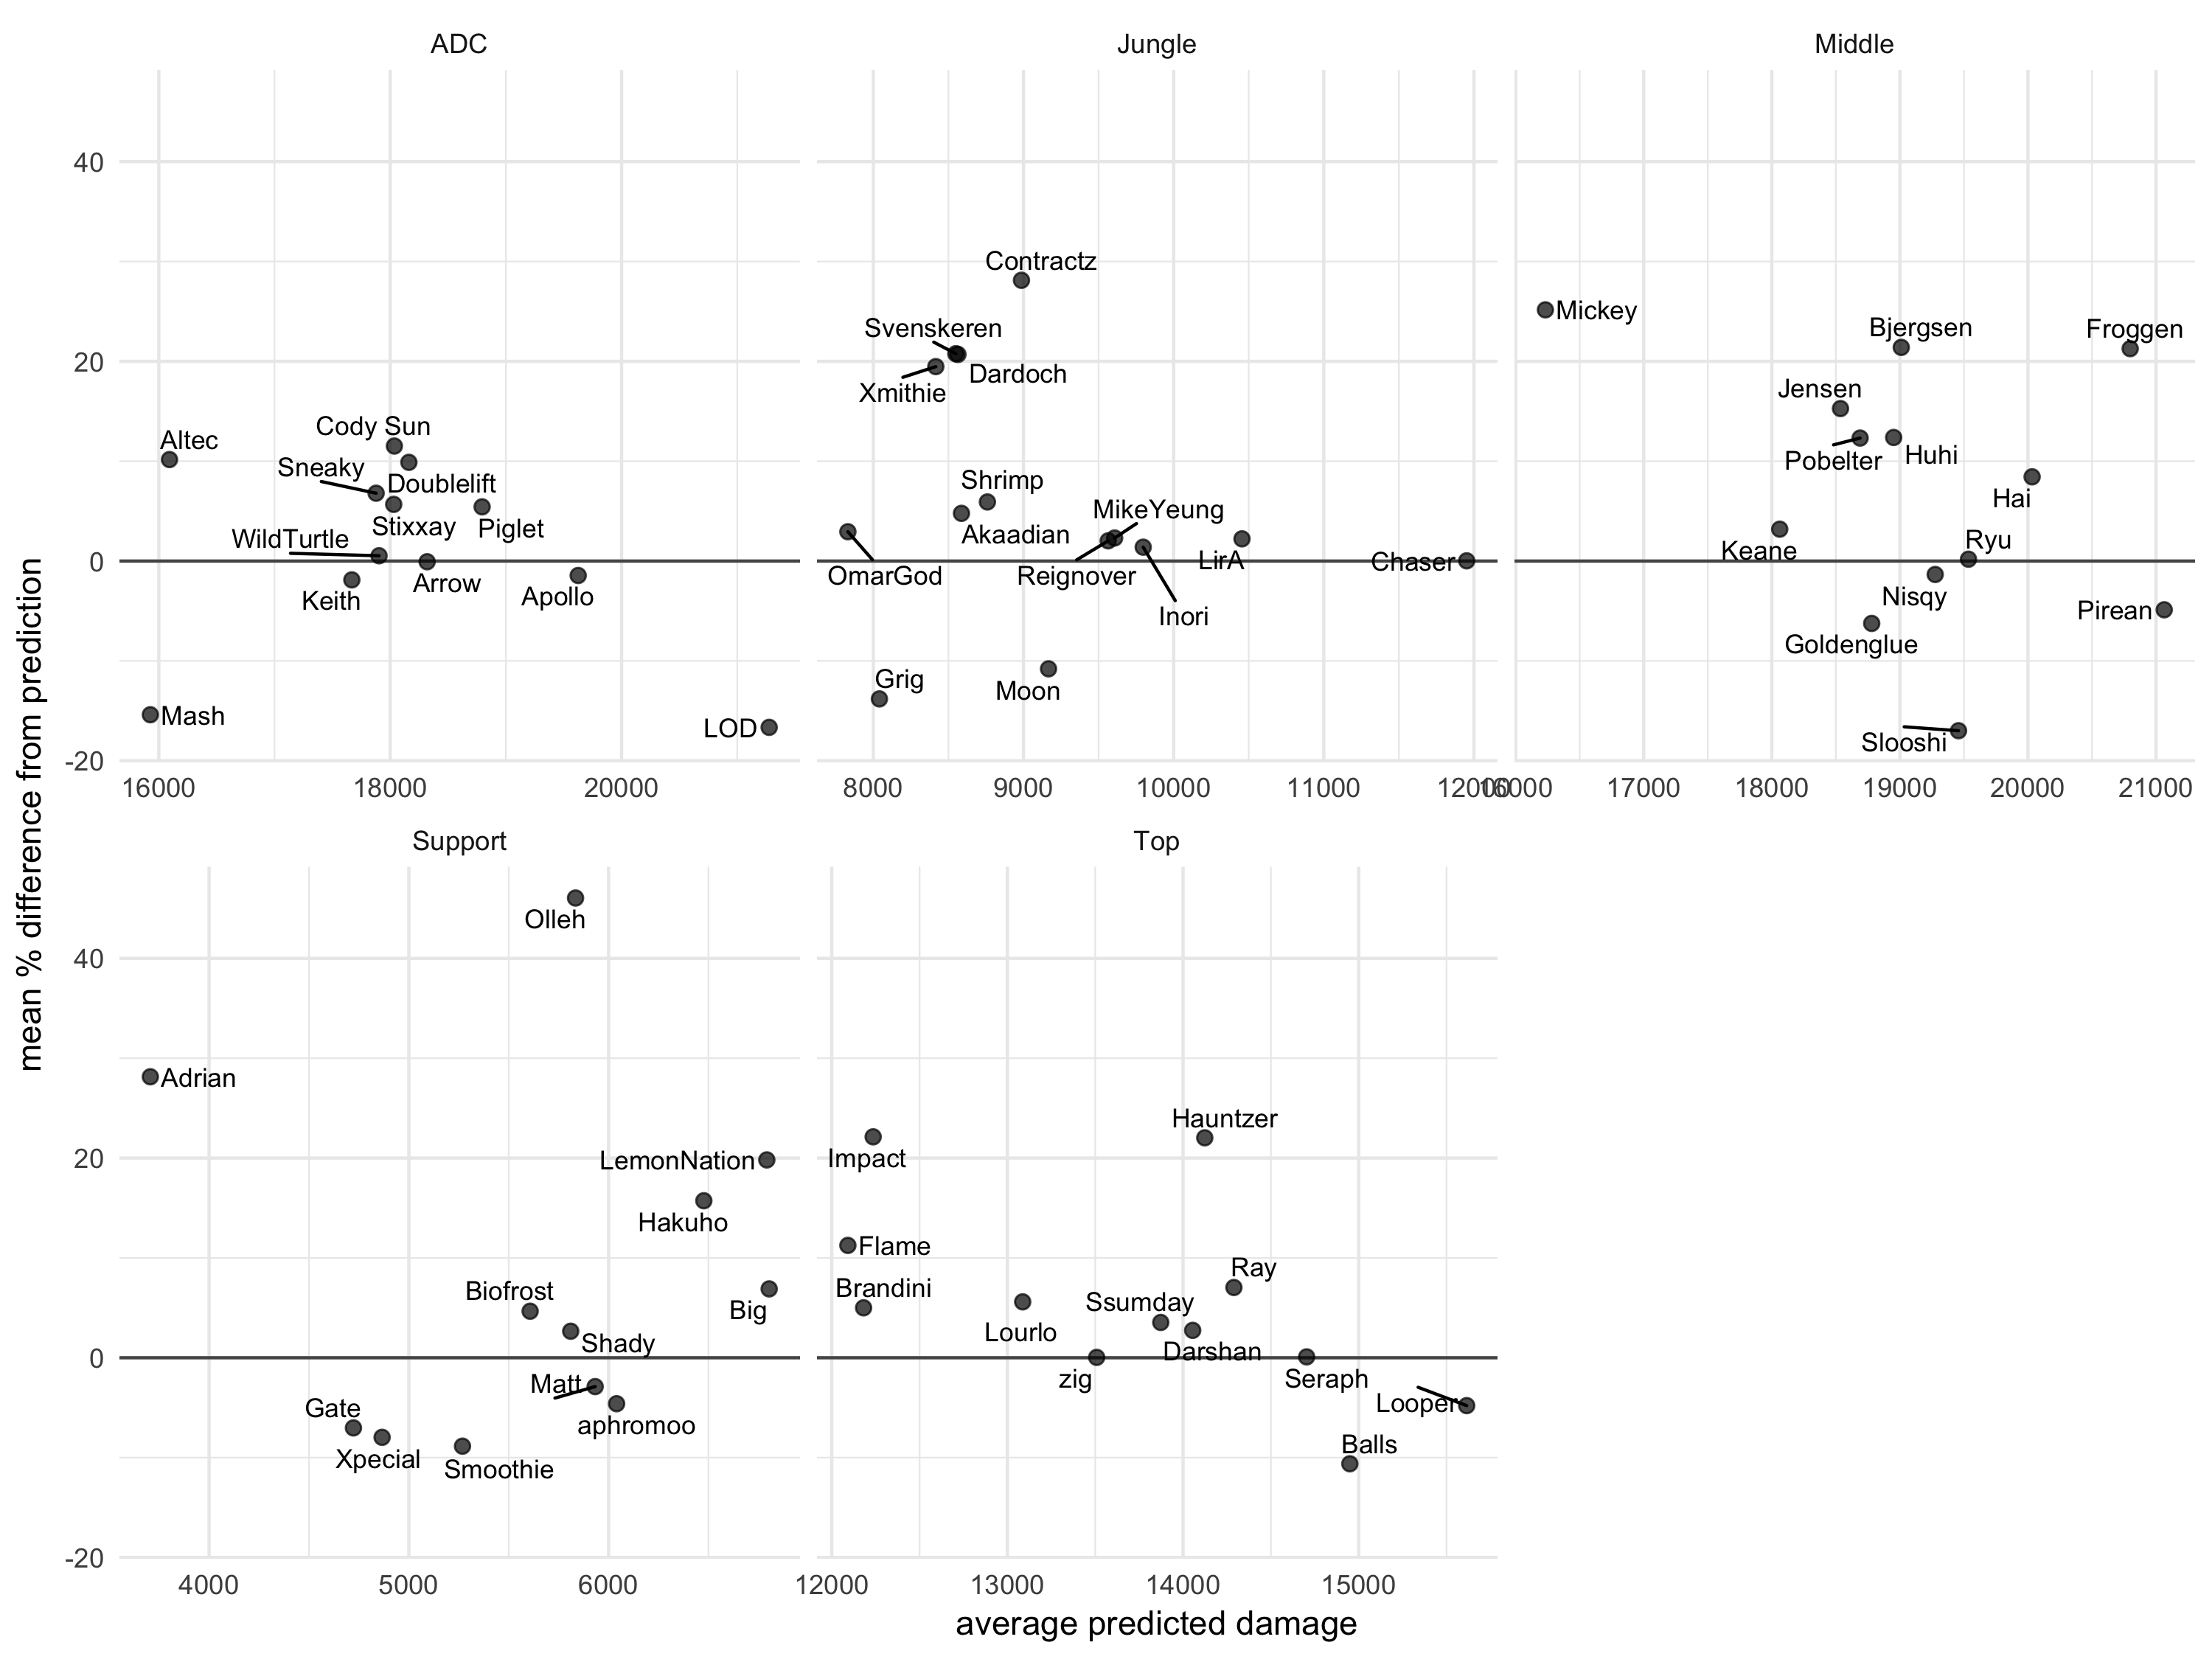 ADC
Jungle
Middle
mean % difference from prediction
40
20
0
-20
Altec
Cody Sun
Sneaky
Doublelift
Stixxay
Piglet
WildTurtle
Keith
Arrow
Apollo
Mash
LOD
16000
18000
20000
Contractz
Svenskeren
Dardoch
Xmithie
Shrimp
Akaadian
MikeYeung
OmarGod
Reignover
LirA
Chaser
Inori
Grig
Moon
8000
9000
10000
11000
12000
Mickey
Bjergsen
Froggen
Jensen
Pobelter
Huhi
Hai
Keane
Ryu
Nisqy
Pirean
Goldenglue
Slooshi
16000
17000
18000
19000
20000
21000
Support
Top
40
20
0
-20
Olleh
Adrian
LemonNation
Hakuho
Biofrost
Big
Shady
Matt
aphromoo
Gate
Xpecial
Smoothie
4000
5000
6000
Hauntzer
Impact
Flame
Brandini
Ray
Ssumday
Lourlo
Darshan
zig
Seraph
Looper
Balls
12000
13000
14000
15000
average predicted damage